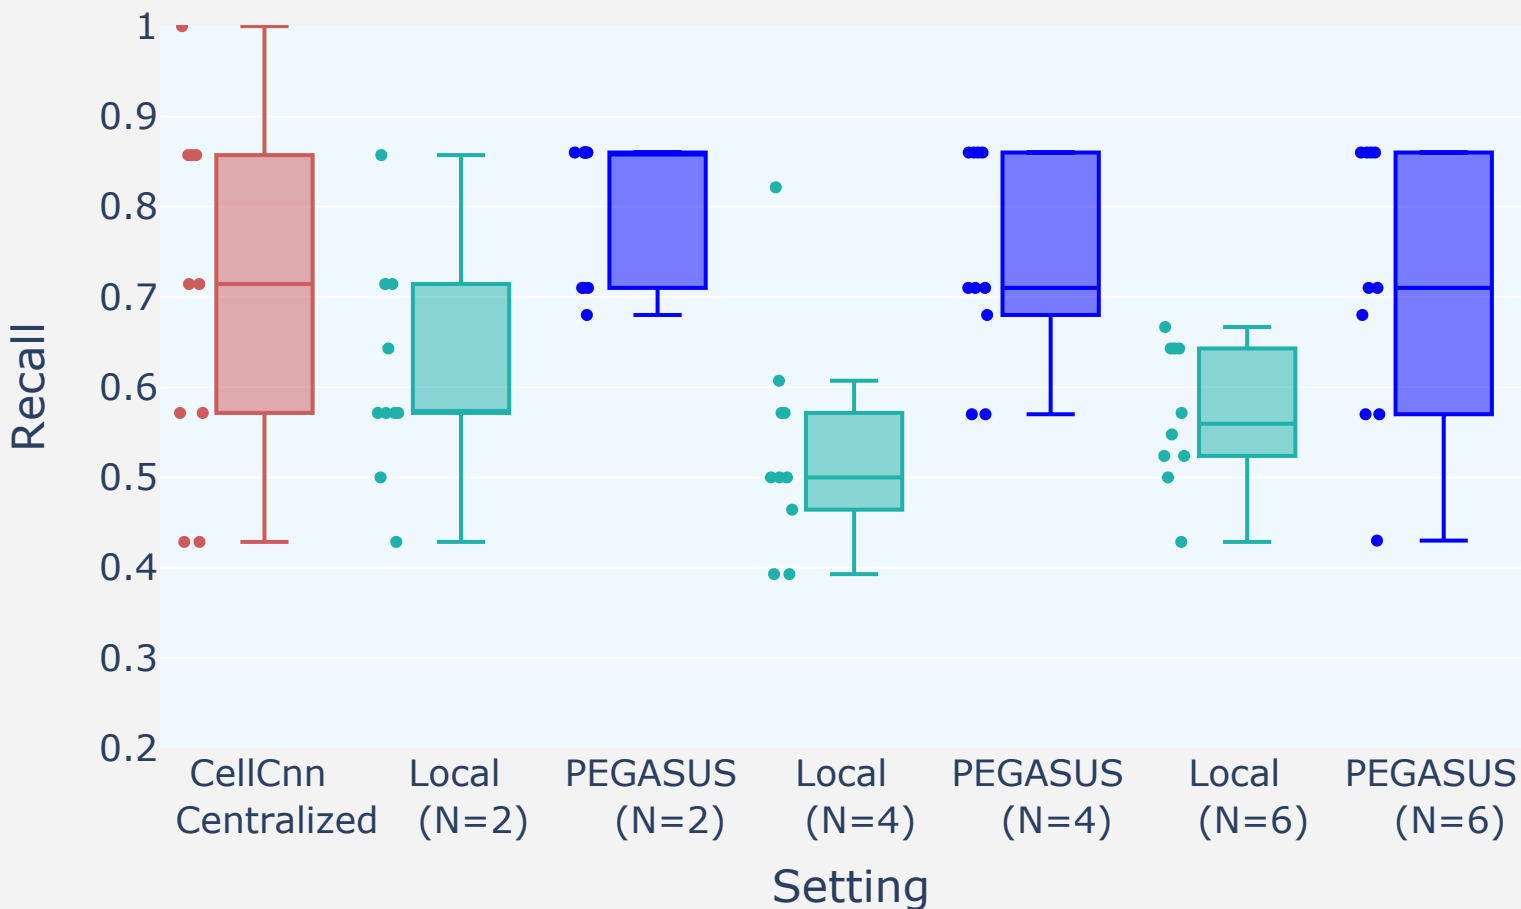 1
0.9
0.8
0.7
0.6
0.5
0.4
0.3
0.2
Recall
CellCnn Local PEGASUS Local PEGASUS Local PEGASUS
Centralized (N=2) (N=2) (N=4) (N=4) (N=6) (N=6)
Setting